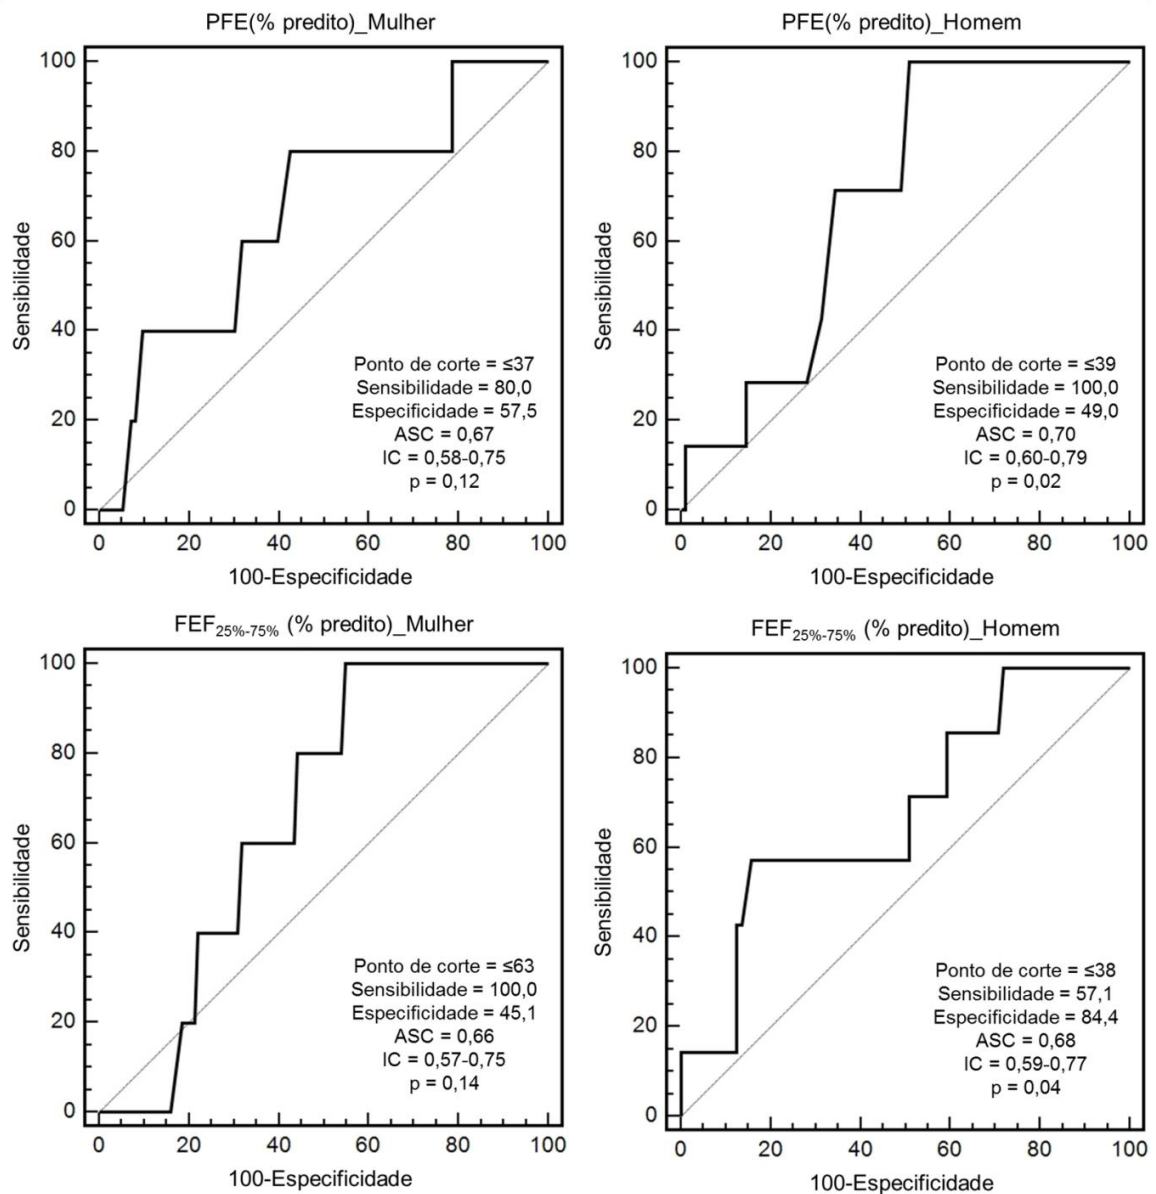 PFE(% predito)_Mulher
100
80
60
40
20
0
Sensibilidade
Ponto de corte = ≤37
Sensibilidade = 80,0
Especificidade = 57,5
ASC = 0,67
IC = 0,58-0,75
p = 0,12
0 20 40 60 80 100
100-Especificidade
PFE(% predito)_Homem
100
80
60
40
20
0
Sensibilidade
Ponto de corte = ≤39
Sensibilidade = 100,0
Especificidade = 49,0
ASC = 0,70
IC = 0,60-0,79
p = 0,02
0 20 40 60 80 100
100-Especificidade
FEF25%-75% (% predito)_Mulher
100
80
60
40
20
0
Sensibilidade
Ponto de corte = ≤63
Sensibilidade = 100,0
Especificidade = 45,1
ASC = 0,66
IC = 0,57-0,75
p = 0,14
0 20 40 60 80 100
100-Especificidade
FEF25%-75% (% predito)_Homem
100
80
60
40
20
0
Sensibilidade
Ponto de corte = ≤38
Sensibilidade = 57,1
Especificidade = 84,4
ASC = 0,68
IC = 0,59-0,77
p = 0,04
0 20 40 60 80 100
100-Especificidade